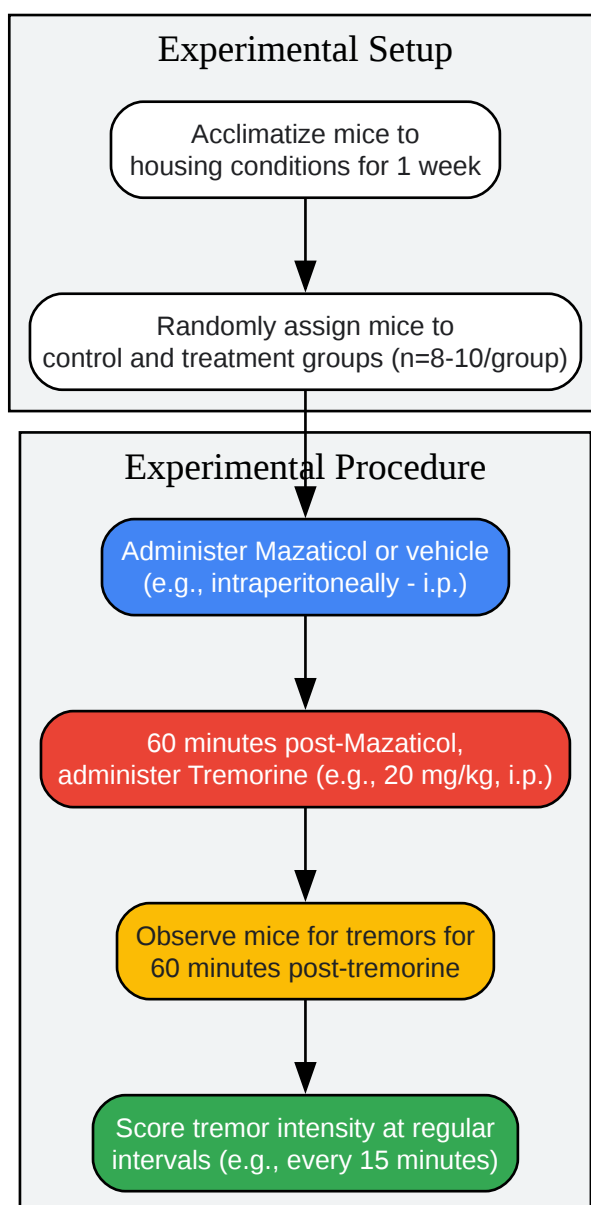 Experimental Setup
Acclimatize mice to
housing conditions for 1 week
Randomly assign mice to
control and treatment groups (n=8-10/group)
Experimental Procedure
Administer Mazaticol or vehicle
(e.g., intraperitoneally - i.p.)
60 minutes post-Mazaticol,
administer Tremorine (e.g., 20 mg/kg, i.p.)
Observe mice for tremors for
60 minutes post-tremorine
Score tremor intensity at regular
intervals (e.g., every 15 minutes)